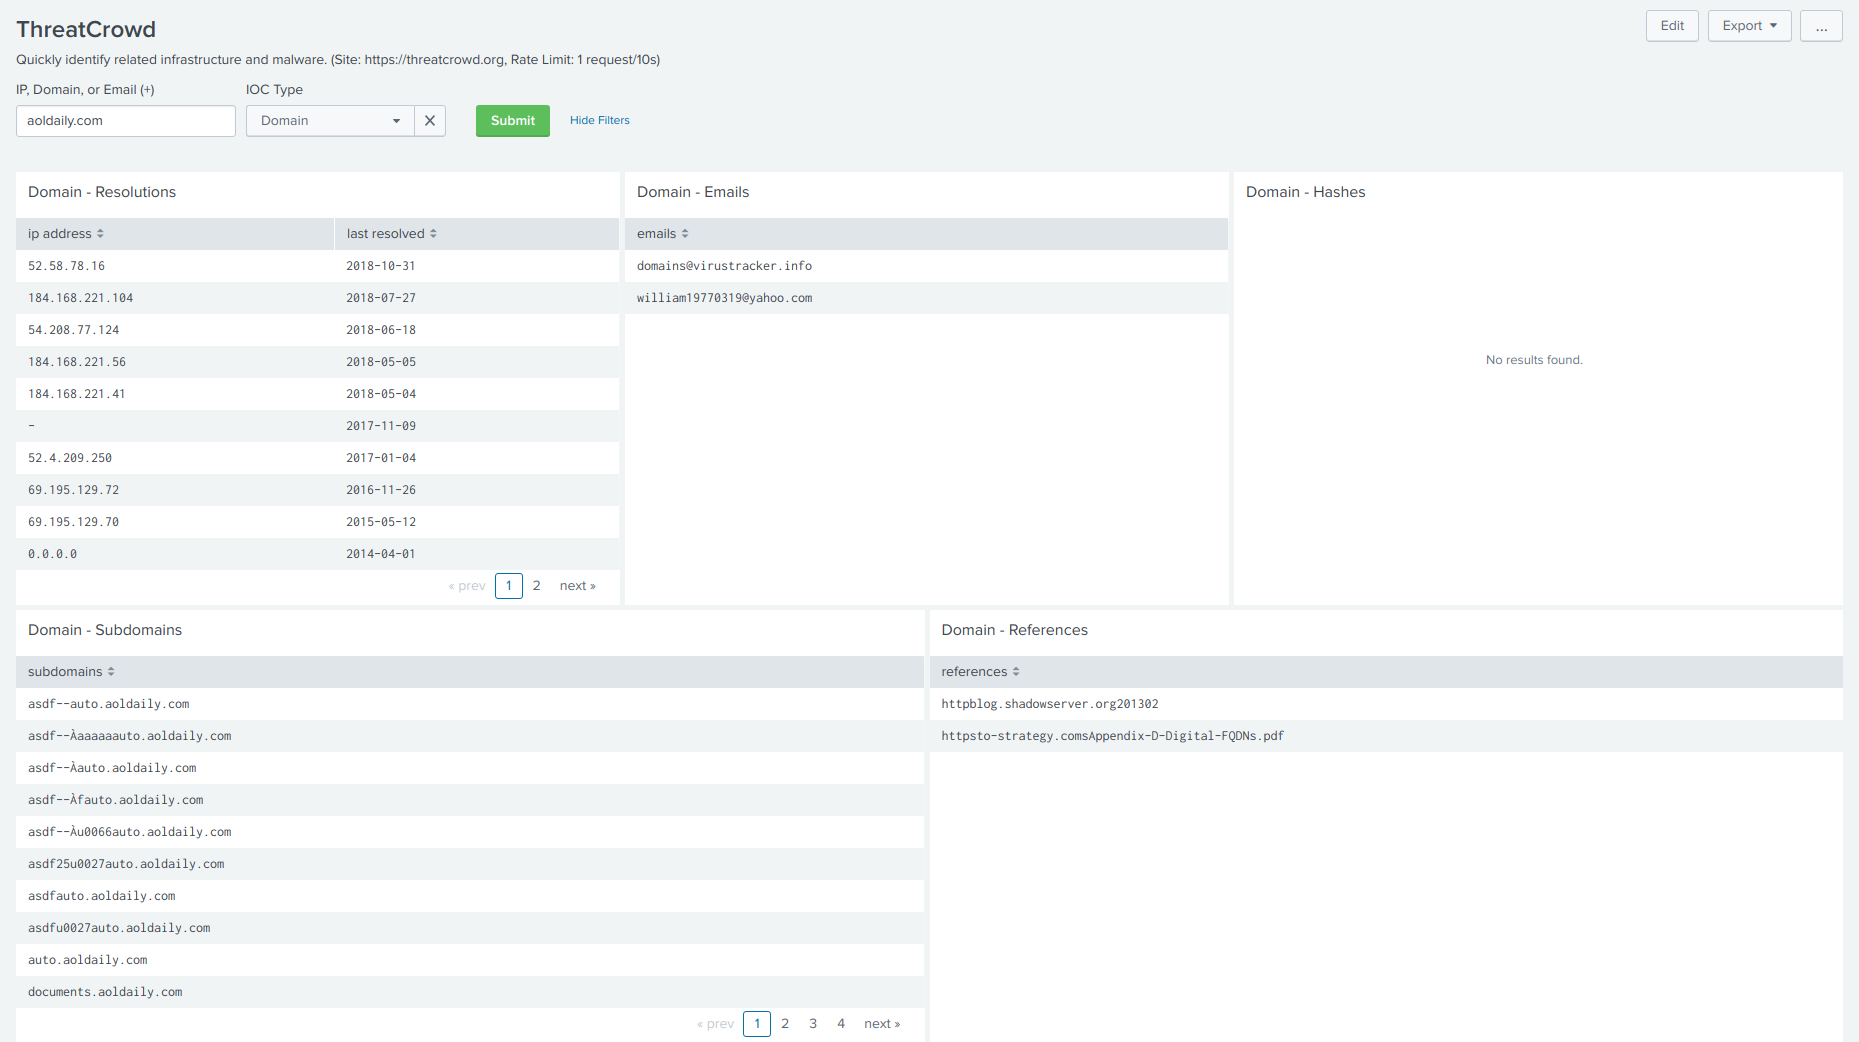 ThreatCrowd
Edit
Export
...
Quickly identify related infrastructure and malware. (Site: https://threatcrowd.org, Rate Limit: 1 request/10s)
IP, Domain, or Email (+)
IOC Type
aoldaily.com
Domain
Submit
Hide Filters
Domain - Resolutions
ip address last resolved
52.58.78.16 2018-10-31
184.168.221.104 2018-07-27
54.208.77.124 2018-06-18
184.168.221.56 2018-05-05
184.168.221.41 2018-05-04
- 2017-11-09
52.4.209.250 2017-01-04
69.195.129.72 2016-11-26
69.195.129.70 2015-05-12
0.0.0.0 2014-04-01
« prev 1 2 next »
Domain - Emails
emails
domains@virustracker.info
william19770319@yahoo.com
Domain - Hashes
No results found.
Domain - Subdomains
subdomains
asdf--auto.aoldaily.com
asdf--Àaaaaaauto.aoldaily.com
asdf--Àauto.aoldaily.com
asdf--Àfauto.aoldaily.com
asdf--Àu0066auto.aoldaily.com
asdf25u0027auto.aoldaily.com
asdfauto.aoldaily.com
asdfu0027auto.aoldaily.com
auto.aoldaily.com
documents.aoldaily.com
« prev 1 2 3 4 next »
Domain - References
references
httpblog.shadowserver.org201302
httpsto-strategy.comsAppendix-D-Digital-FQDNs.pdf